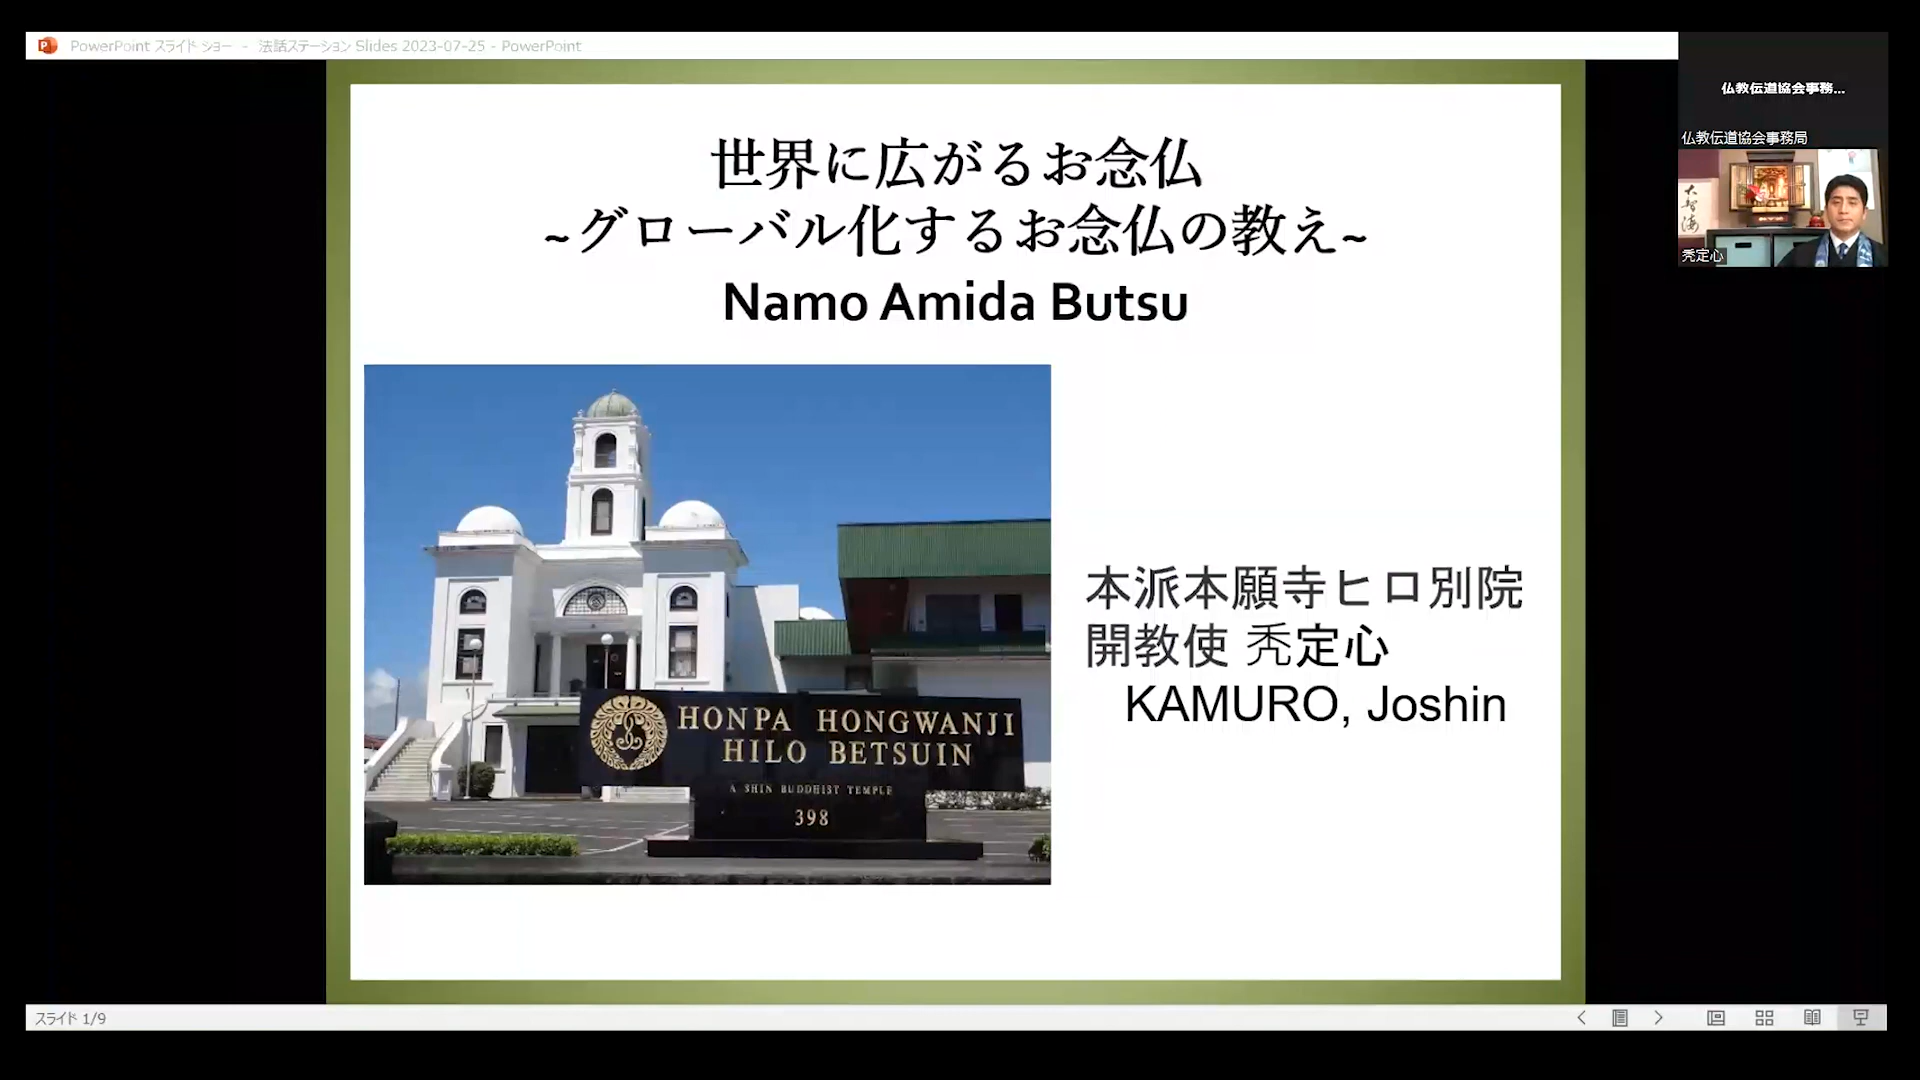 PowerPoint スライド ショー - 法話ステーション Slides 2023-07-25 - PowerPoint
仏教伝道協会事務...
仏教伝道協会事務局
大智海
禿定心
世界に広がるお念仏
~グローバル化するお念仏の教え~
Namo Amida Butsu
HONPA HONGWANJI
HILO BETSUIN
A SHIN BUDDHIST TEMPLE
398
本派本願寺ヒロ別院
開教使 禿定心
KAMURO, Joshin
スライド 1/9